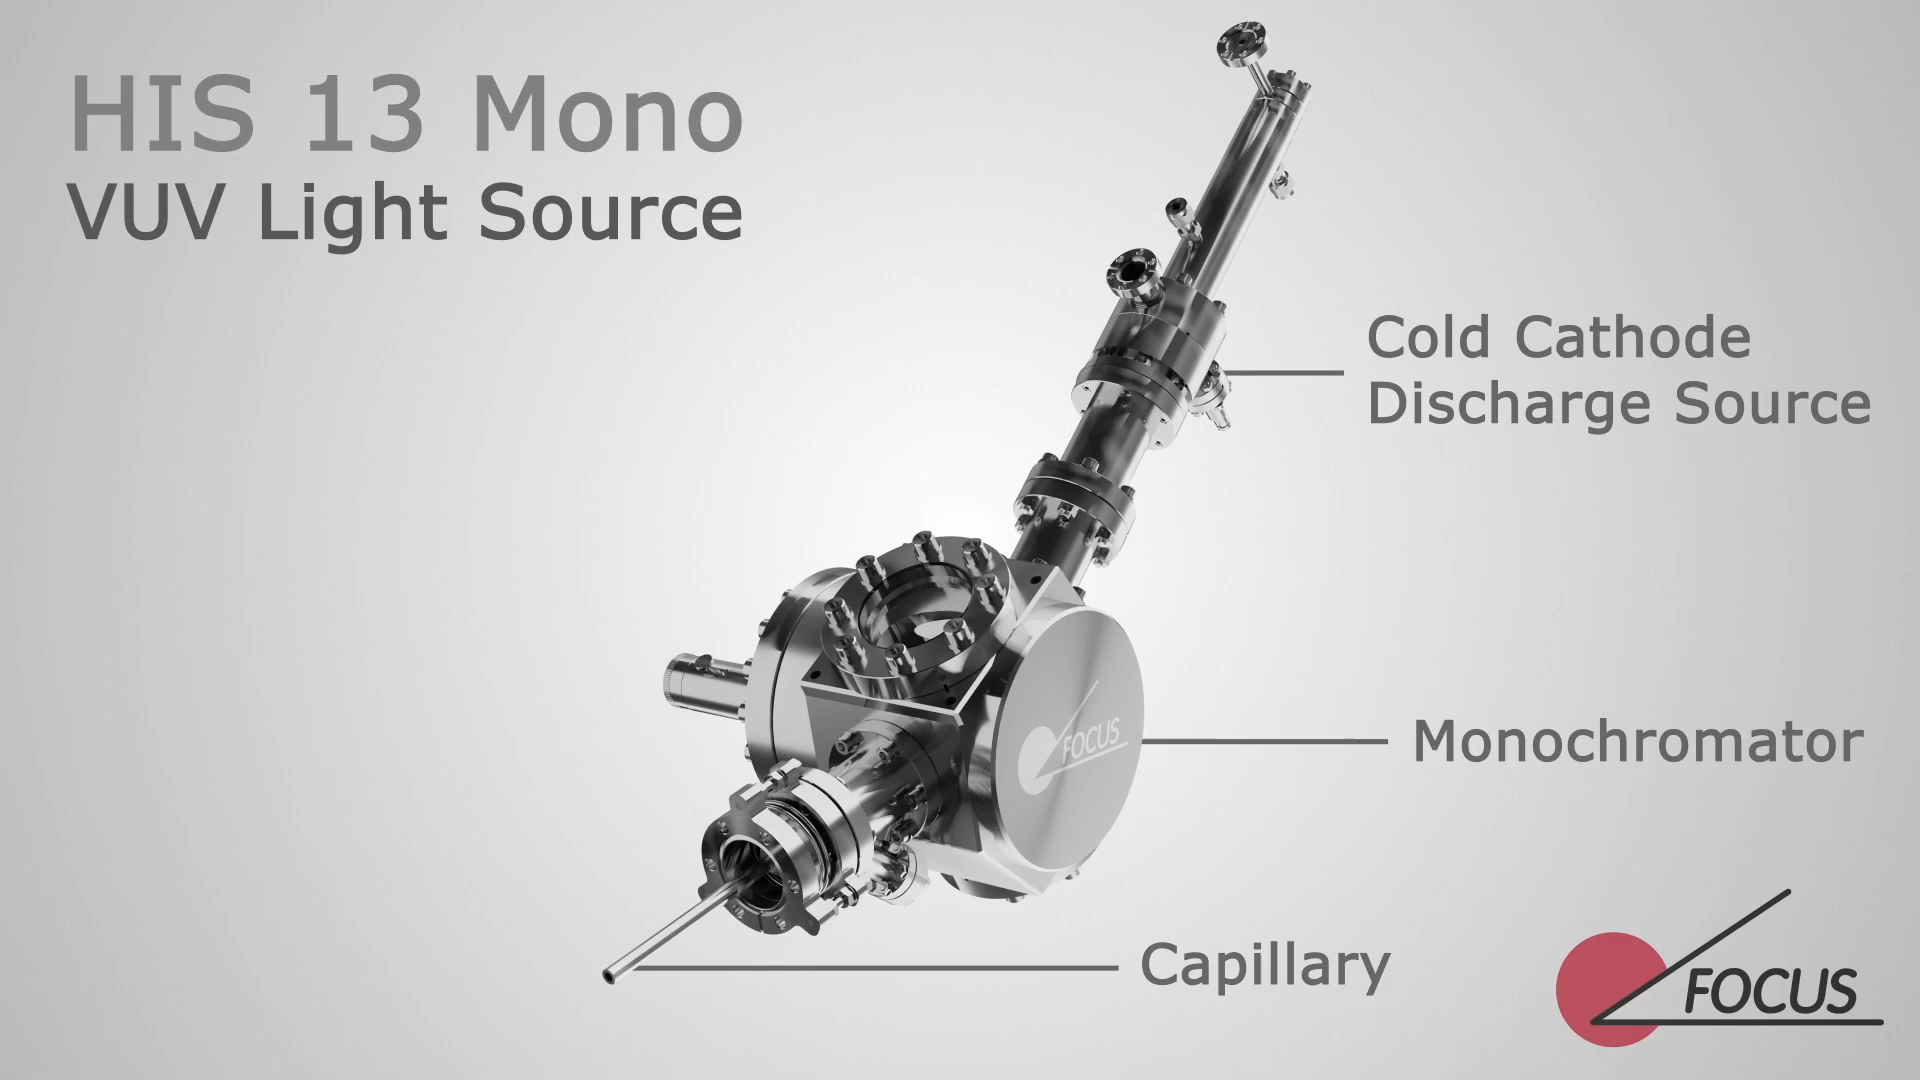 HIS 13 Mono
VUV Light Source
Cold Cathode
Discharge Source
FOCUS
Monochromator
Capillary
FOCUS